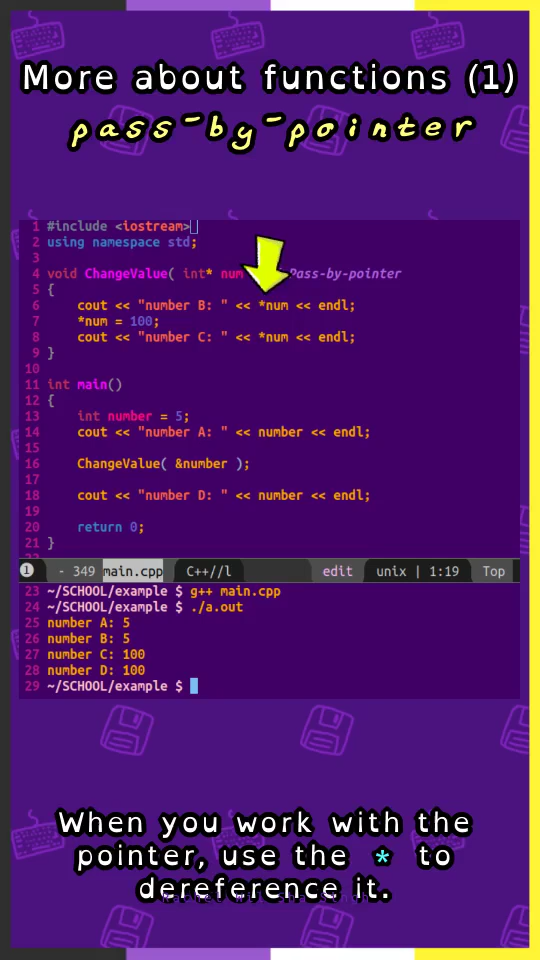 More about functions (1)
pass-by-pointer
1 #include <iostream>
2 using namespace std;
3
4 void ChangeValue( int* num Pass-by-pointer
5 {
6 cout << "number B: " << *num << endl;
7 *num = 100;
8 cout << "number C: " << *num << endl;
9 }
10
11 int main()
12 {
13 int number = 5;
14 cout << "number A: " << number << endl;
15
16 ChangeValue( &number );
17
18 cout << "number D: " << number << endl;
19
20 return 0;
21 }
22
1 - 349 main.cpp C++//l edit unix | 1:19 Top
23 ~/SCHOOL/example $ g++ main.cpp
24 ~/SCHOOL/example $ ./a.out
25 number A: 5
26 number B: 5
27 number C: 100
28 number D: 100
29 ~/SCHOOL/example $
When you work with the
pointer, use the * to
dereference it.